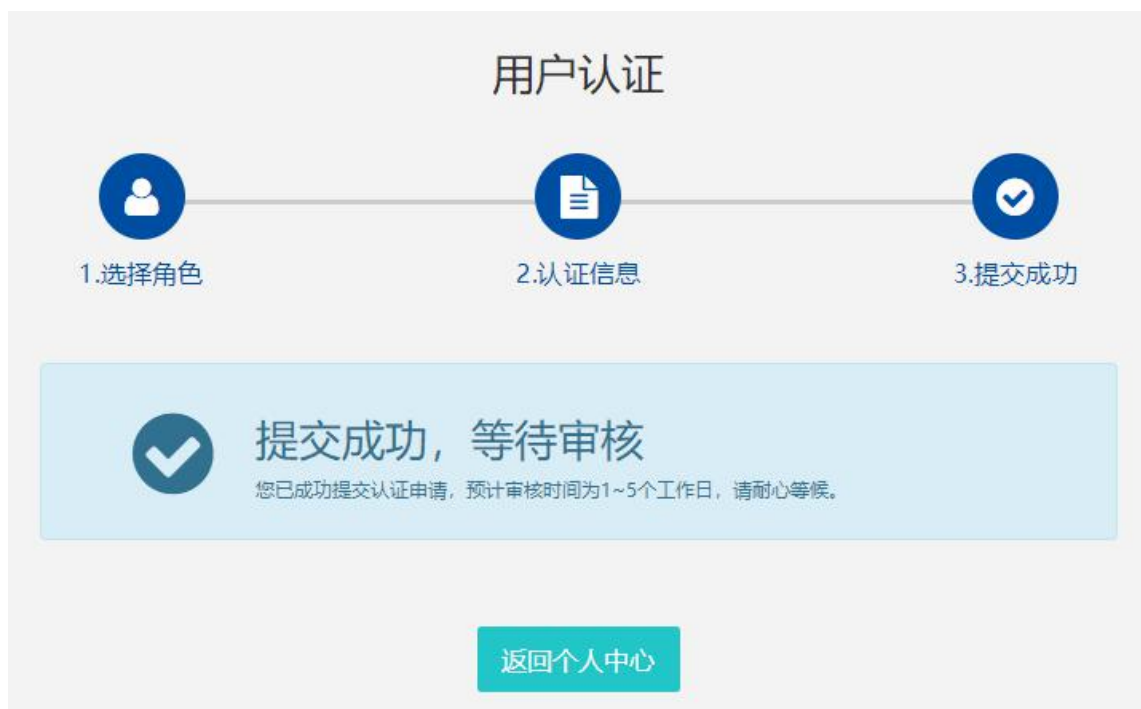 用户认证
1.选择角色
2.认证信息
3.提交成功
提交成功，等待审核
您已成功提交认证申请，预计审核时间为1~5个工作日，请耐心等候。
返回个人中心